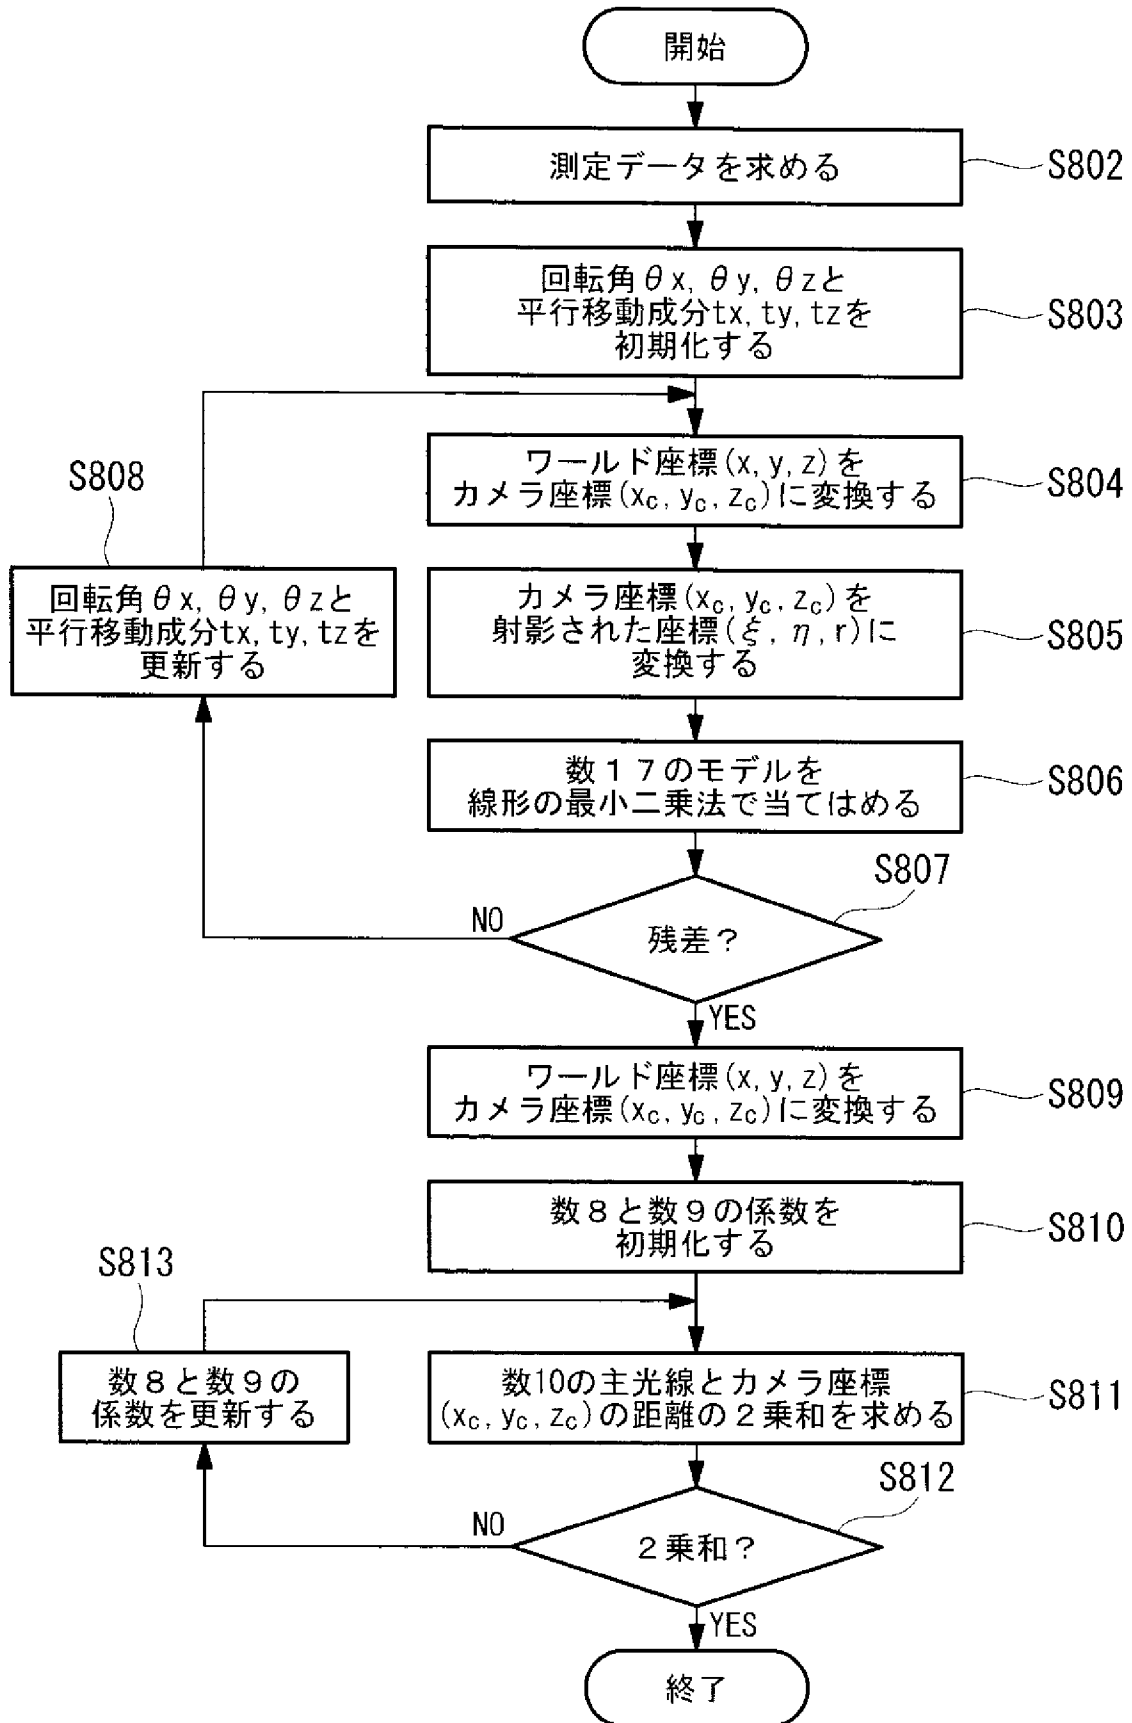 開始
測定データを求める
S802
回転角θx, θy, θzと
平行移動成分tx, ty, tzを
初期化する
S803
ワールド座標(x, y, z)を
カメラ座標(xc, yc, zc)に変換する
S804
S808
回転角θx, θy, θzと
平行移動成分tx, ty, tzを
更新する
カメラ座標(xc, yc, zc)を
射影された座標(ξ, η, r)に
変換する
S805
数17のモデルを
線形の最小二乗法で当てはめる
S806
S807
残差?
NO
YES
ワールド座標(x, y, z)を
カメラ座標(xc, yc, zc)に変換する
S809
数8と数9の係数を
初期化する
S810
S813
数8と数9の
係数を更新する
数10の主光線とカメラ座標
(xc, yc, zc)の距離の2乗和を求める
S811
S812
2乗和?
NO
YES
終了